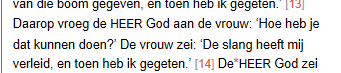 van die boom gegeven, en toen heb ik gegeten.’ [13]
Daarop vroeg de HEER God aan de vrouw: ‘Hoe heb je
dat kunnen doen?’ De vrouw zei: ‘De slang heeft mij
verleid, en toen heb ik gegeten.’ [14] De*HEER God zei